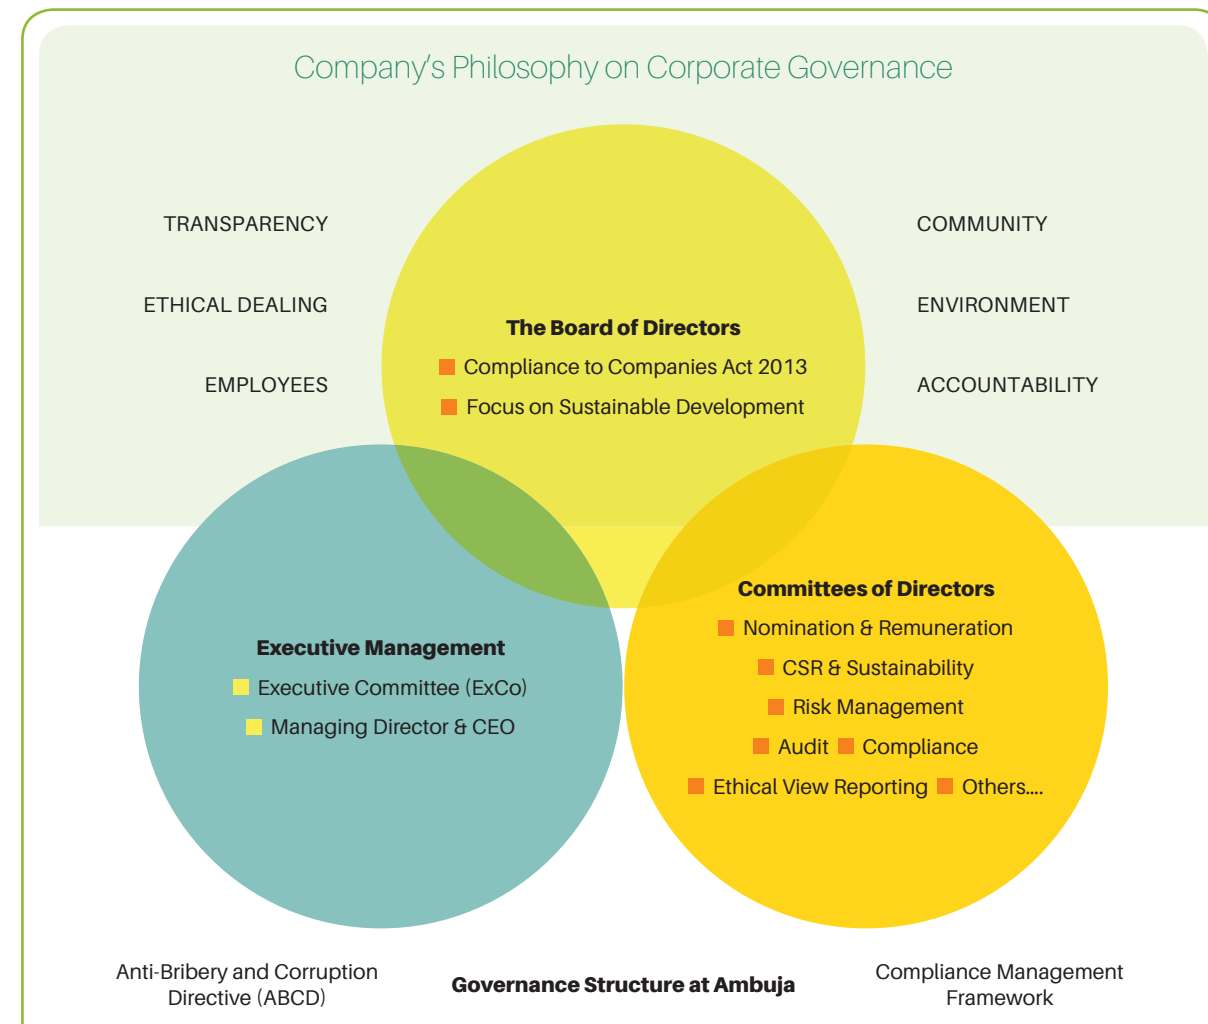 Company's Philosophy on Corporate Governance
TRANSPARENCY
COMMUNITY
ETHICAL DEALING
ENVIRONMENT
The Board of Directors
Compliance to Companies Act 2013
EMPLOYEES
ACCOUNTABILITY
Focus on Sustainable Development
Committees of Directors
Nomination & Remuneration
Executive Management
CSR & Sustainability
Executive Committee (ExCo)
Risk Management
Managing Director & CEO
Audit Compliance
Ethical View Reporting Others....
Anti-Bribery and Corruption
Directive (ABCD)
Governance Structure at Ambuja
Compliance Management
Framework